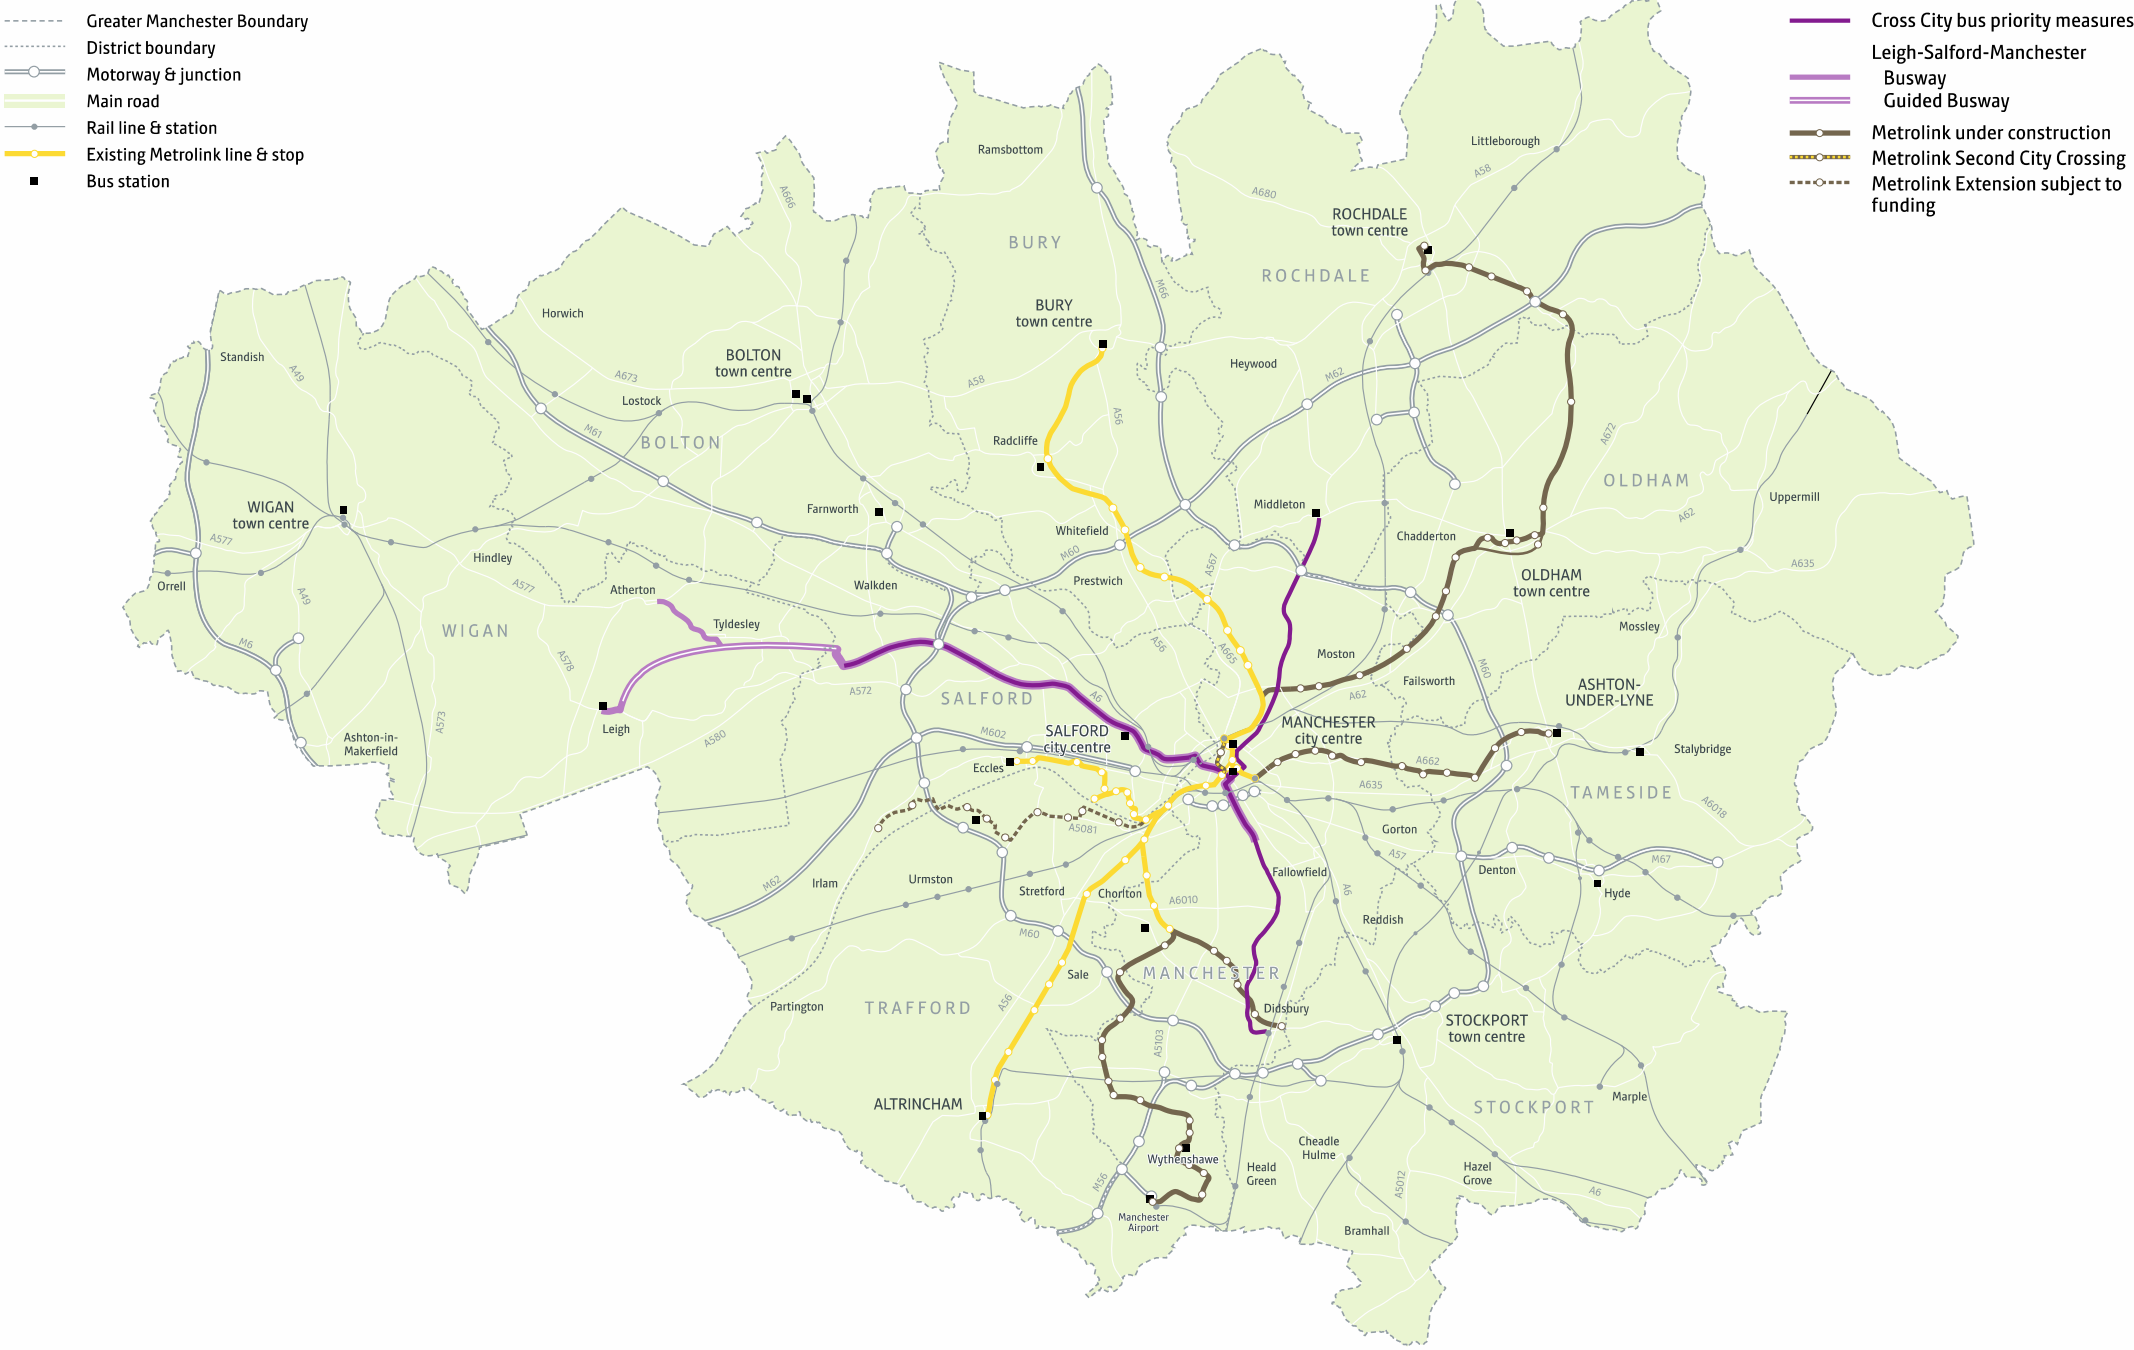 Greater Manchester Boundary
District boundary
Motorway & junction
Main road
Rail line & station
Existing Metrolink line & stop
Bus station
Cross City bus priority measures
Leigh-Salford-Manchester
Busway
Guided Busway
Metrolink under construction
Metrolink Second City Crossing
Metrolink Extension subject to
funding
Ramsbottom
Littleborough
A58
A680
A666
ROCHDALE
town centre
BURY
ROCHDALE
M66
BURY
town centre
Horwich
Standish
A49
BOLTON
town centre
A673
A58
Heywood
M62
Lostock
A56
M61
BOLTON
Radcliffe
A672
OLDHAM
Uppermill
WIGAN
town centre
Farnworth
Middleton
A62
A577
Whitefield
Chadderton
Hindley
M60
A567
A635
Orrell
A577
Walkden
Prestwich
OLDHAM
town centre
Atherton
A49
Tyldesley
Mossley
WIGAN
M6
A578
A56
A665
Moston
M60
Failsworth
A572
SALFORD
A6
A62
ASHTON-
UNDER-LYNE
A573
Leigh
A580
M602
SALFORD
city centre
MANCHESTER
city centre
Ashton-in-
Makerfield
Eccles
A662
Stalybridge
A635
TAMESIDE
A6018
A5081
Gorton
A57
M67
M62
Irlam
Urmston
Stretford
Chorlton
Fallowfield
Denton
A6
Hyde
A6010
Reddish
M60
Sale
MANCHESTER
Partington
TRAFFORD
A56
Didsbury
STOCKPORT
town centre
A5103
ALTRINCHAM
Marple
STOCKPORT
Cheadle
Hulme
Wythenshawe
Heald
Green
Hazel
Grove
M56
A5012
A6
Manchester
Airport
Bramhall